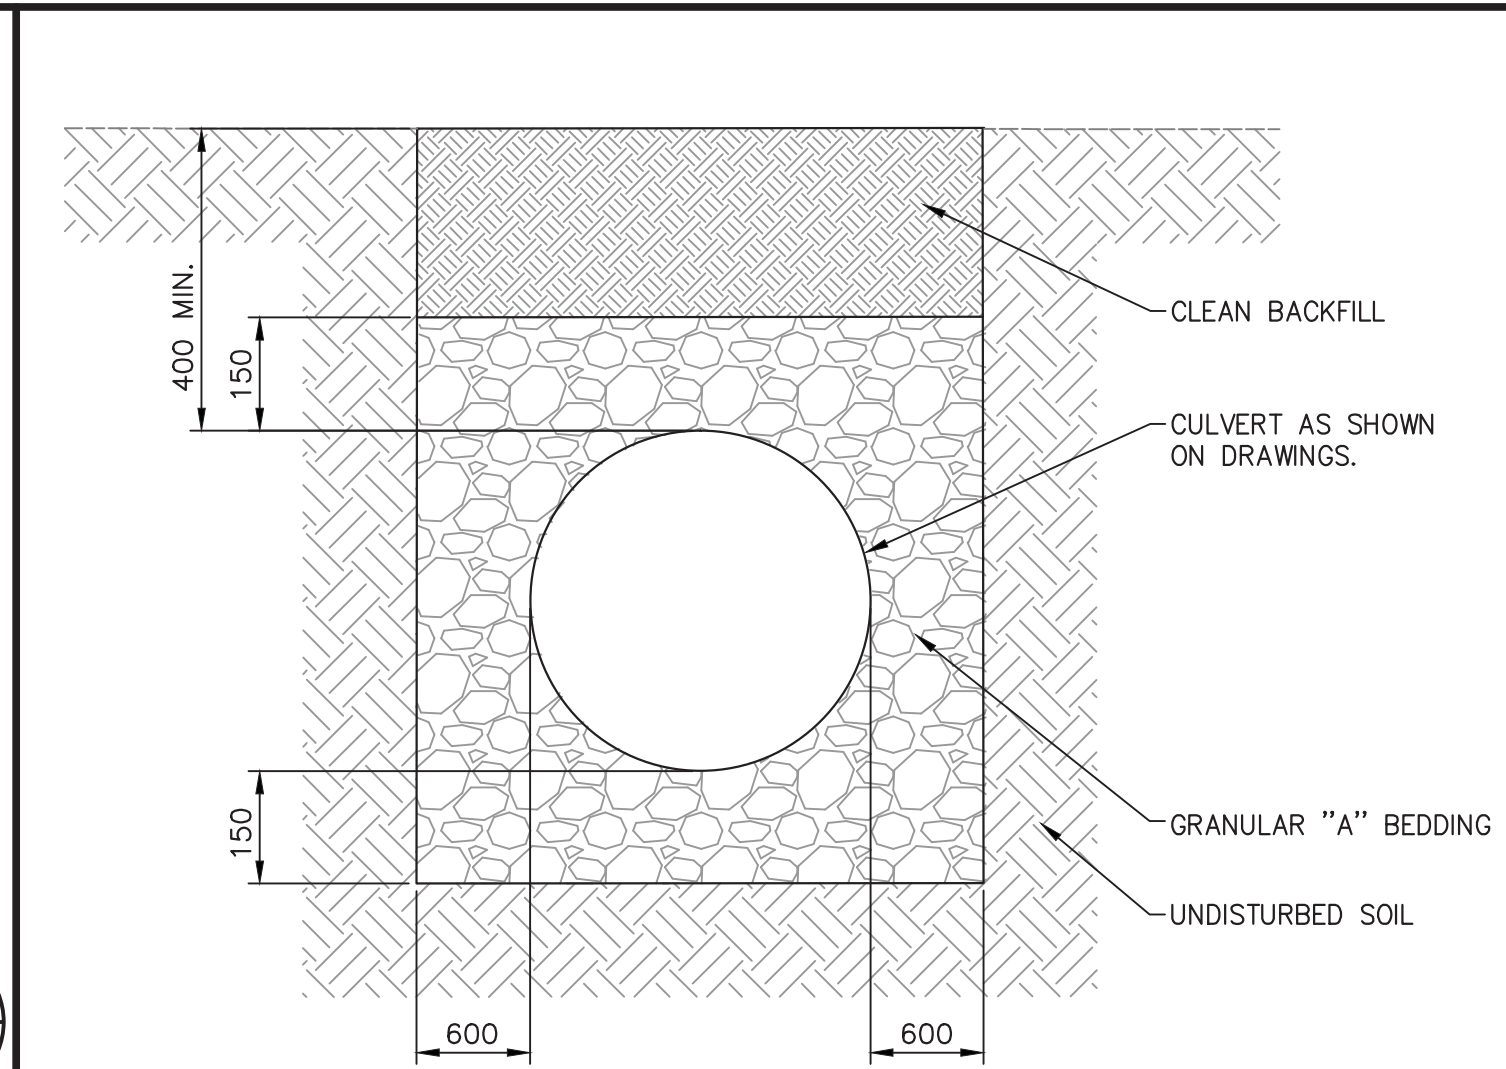 400 MIN.
150
CLEAN BACKFILL
CULVERT AS SHOWN
ON DRAWINGS.
150
GRANULAR "A" BEDDING
UNDISTURBED SOIL
600
600